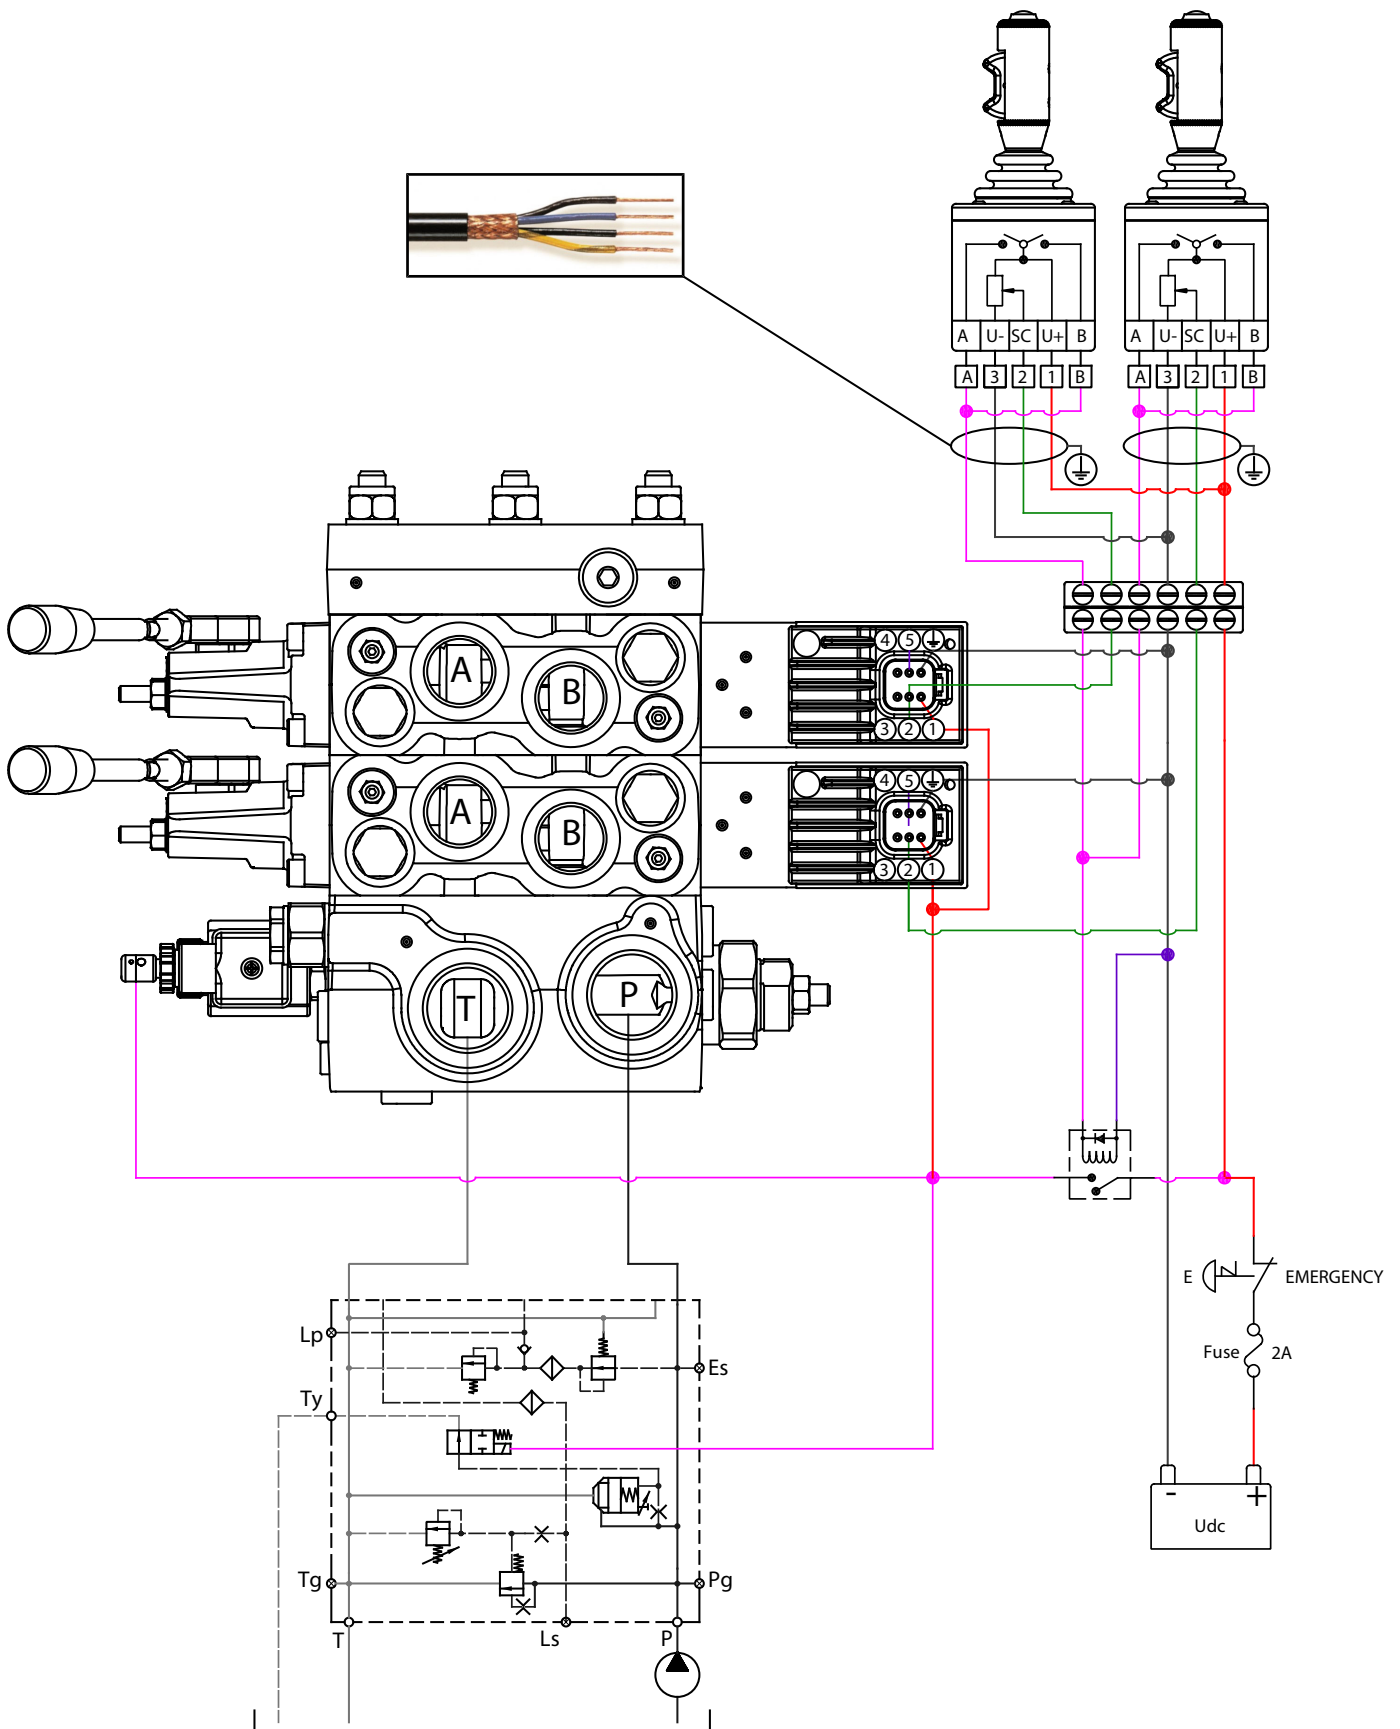 A U- SC U+ B A U- SC U+ B
A 3 2 1 B A 3 2 1 B
4 5
A
B
3 2 1
4 5
A
B
3 2 1
T
P
E EMERGENCY
Fuse 2A
Lp
Es
Ty
- +
Udc
Tg
Pg
T
Ls
P